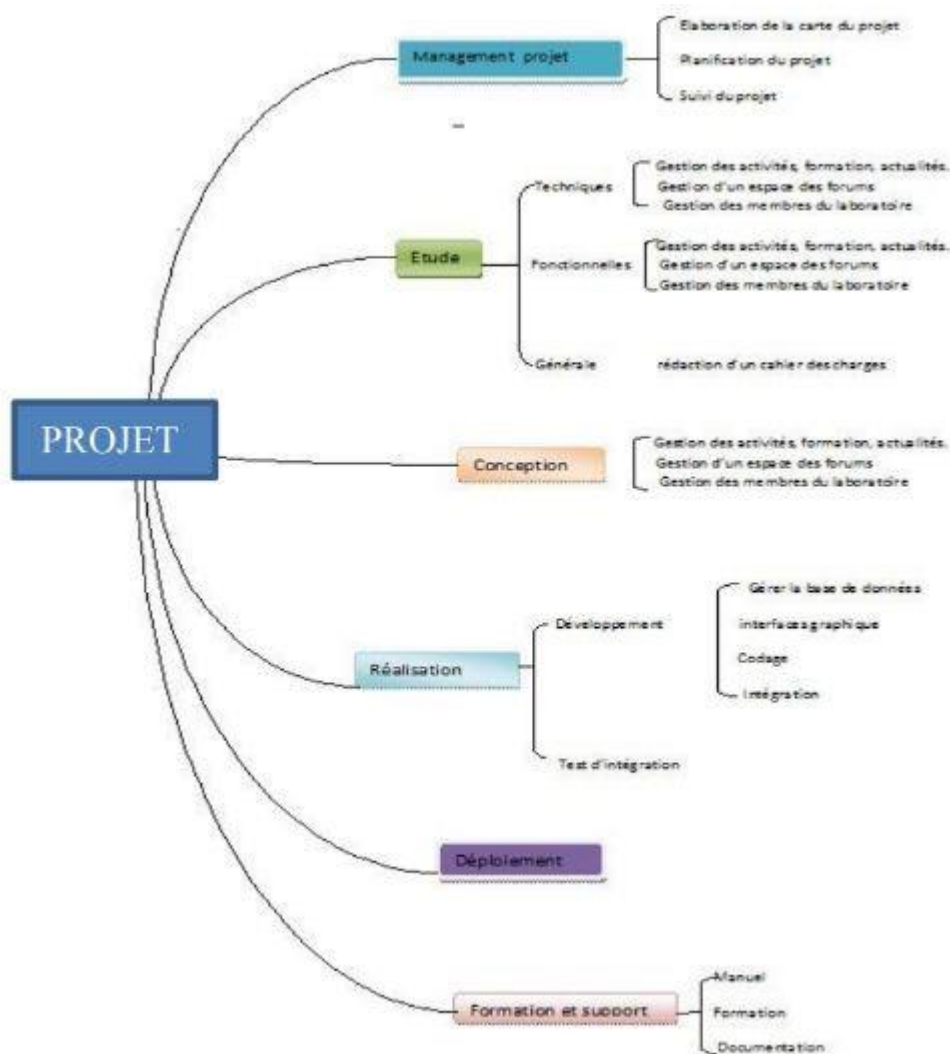 Management projet
Elaboration de la carte du projet
Planification du projet
Suivi du projet
Etude
Techniques
Gestion des activités, formation, actualités.
Gestion d'un espace des forums
Gestion des membres du laboratoire
Fonctionnelles
Gestion des activités, formation, actualités.
Gestion d'un espace des forums
Gestion des membres du laboratoire
Générale
rédaction d'un cahier des charges
PROJET
Conception
Gestion des activités, formation, actualités.
Gestion d'un espace des forums
Gestion des membres du laboratoire
Réalisation
Développement
Gérer la base de données
interfaces graphique
Codage
Intégration
Test d'intégration
Déploiement
Formation et support
Manuel
Formation
Documentation